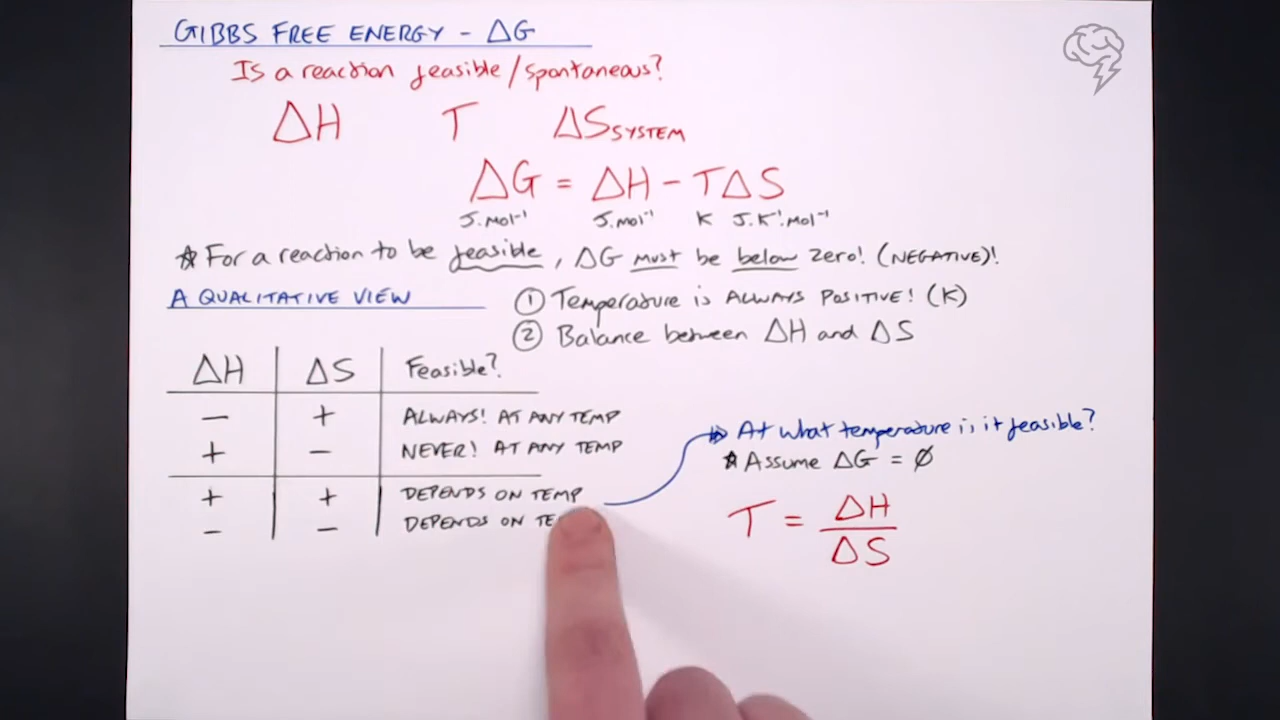 GIBBS FREE ENERGY - ΔG
Is a reaction feasible/spontaneous?
ΔH T ΔS SYSTEM
ΔG = ΔH - TΔS
J.mol⁻¹ J.mol⁻¹ K J.K⁻¹.mol⁻¹
☆ For a reaction to be feasible, ΔG must be below zero! (NEGATIVE)!
A QUALITATIVE VIEW
① Temperature is ALWAYS POSITIVE! (K)
② Balance between ΔH and ΔS
ΔH ΔS Feasible?
- + ALWAYS! AT ANY TEMP
+ - NEVER! AT ANY TEMP
+ + DEPENDS ON TEMP
- - DEPENDS ON TE
At what temperature is it feasible?
☆ Assume ΔG = Ø
T = ΔH
ΔS